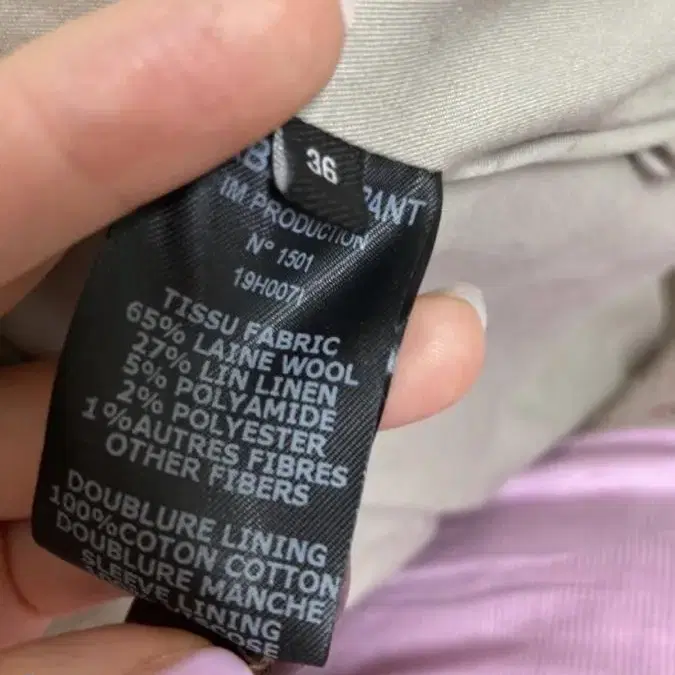 36
IM PRODUCTION
N° 1501
19H007
TISSU FABRIC
65% LAINE WOOL
27% LIN LINEN
5% POLYAMIDE
2% POLYESTER
1%AUTRES FIBRES
OTHER FIBERS
DOUBLURE LINING
100%COTON COTTON
DOUBLURE MANCHE
SLEEVE LINING